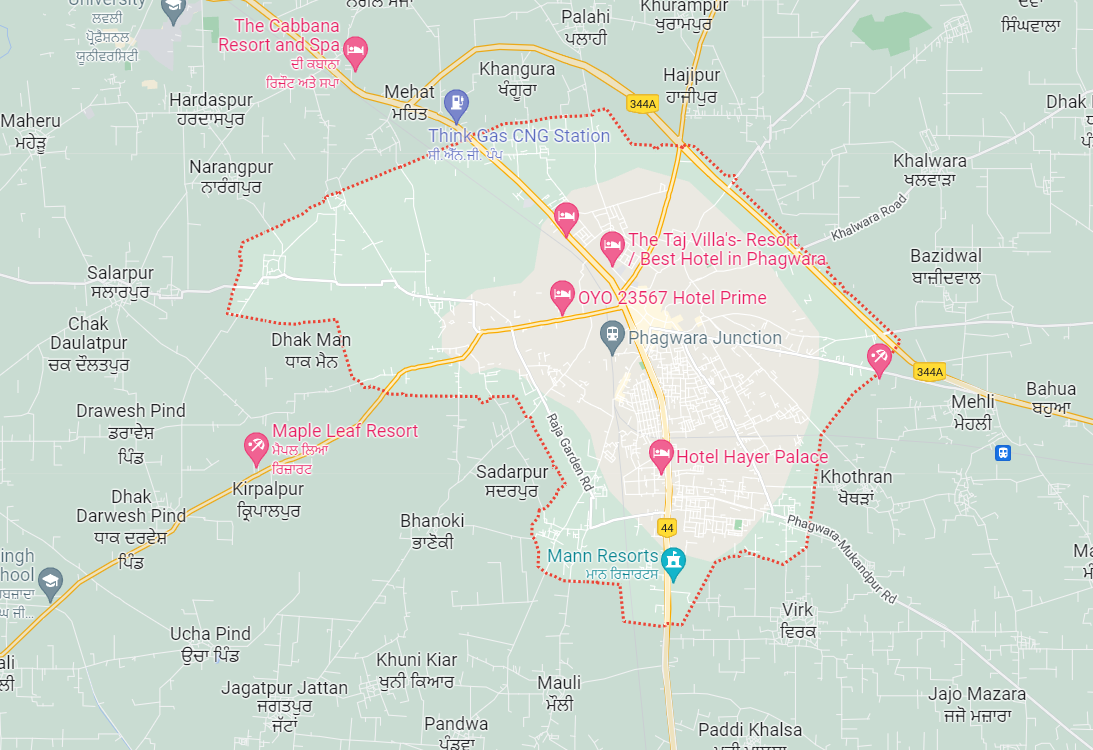 ਨੰਗਲ ਮੱਜਾ
University
ਲਵਲੀ
ਪ੍ਰੋਫੈਸ਼ਨਲ
ਯੂਨੀਵਰਸਿਟੀ
The Cabbana
Resort and Spa
ਦੀ ਕਬਾਨਾ
ਰਿਜ਼ੋਰਟ ਅਤੇ ਸਪਾ
Palahi
ਪਲਾਹੀ
Khurampur
ਖੁਰਾਮਪੁਰ
ਸਿੰਘਵਾਲਾ
Khangura
ਖੰਗੂਰਾ
Hajipur
ਹਾਜੀਪੁਰ
344A
Mehat
ਮਹਿਤ
Hardaspur
ਹਰਦਾਸਪੁਰ
Maheru
ਮਹੇੜੂ
Dhak
Think Gas CNG Station
ਸੀ.ਐੱਨ.ਜੀ. ਪੰਪ
Narangpur
ਨਾਰੰਗਪੁਰ
Khalwara
ਖਲਵਾੜਾ
Khalwara Road
The Taj Villa's- Resort
/ Best Hotel in Phagwara
Bazidwal
ਬਾਜ਼ੀਦਵਾਲ
Salarpur
ਸਲਾਰਪੁਰ
OYO 23567 Hotel Prime
Chak
Daulatpur
ਚਕ ਦੌਲਤਪੁਰ
Dhak Man
ਧਾਕ ਮੈਨ
Phagwara Junction
344A
Mehli
ਮੇਹਲੀ
Bahua
ਬਹੁਆ
Drawesh Pind
ਡਰਾਵੇਸ਼
ਪਿੰਡ
Maple Leaf Resort
ਮੈਪਲ ਲਿਆ
ਰਿਜ਼ਾਰਟ
Raja Garden Rd
Hotel Hayer Palace
Kirpalpur
ਕ੍ਰਿਪਾਲਪੁਰ
Sadarpur
ਸਦਰਪੁਰ
Khothran
ਖੋਥੜਾਂ
Dhak
Darwesh Pind
ਧਾਕ ਦਰਵੇਸ਼
ਪਿੰਡ
Bhanoki
ਭਾਣੋਕੀ
44
Phagwara-Mukandpur Rd
Mann Resorts
ਮਾਨ ਰਿਜ਼ਾਰਟਸ
Virk
ਵਿਰਕ
Ucha Pind
ਉਚਾ ਪਿੰਡ
Khuni Kiar
ਖੁਨੀ ਕਿਆਰ
Jagatpur Jattan
ਜਗਤਪੁਰ
ਜੱਟਾਂ
Mauli
ਮੌਲੀ
Jajo Mazara
ਜਜੋ ਮਜ਼ਾਰਾ
Pandwa
ਪੰਡਵਾ
Paddi Khalsa